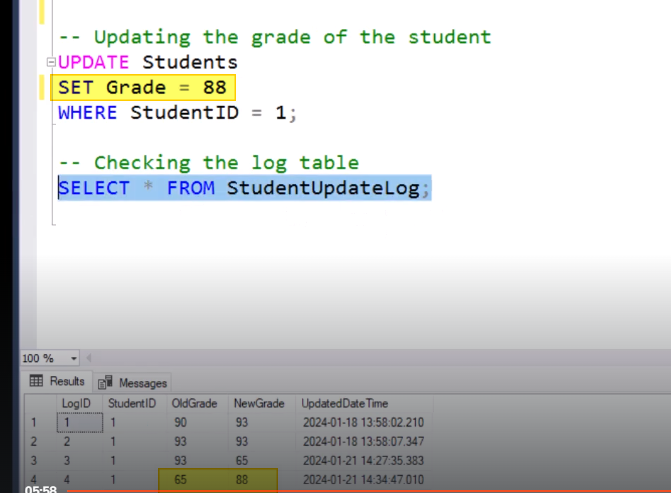 -- Updating the grade of the student
UPDATE Students
SET Grade = 88
WHERE StudentID = 1;
-- Checking the log table
SELECT * FROM StudentUpdateLog;
100 %
Results Messages
LogID StudentID OldGrade NewGrade UpdatedDateTime
1 1 1 90 93 2024-01-18 13:58:02.210
2 2 1 93 93 2024-01-18 13:58:07.347
3 3 1 93 65 2024-01-21 14:27:35.383
4 4 1 65 88 2024-01-21 14:34:47.010
05:58